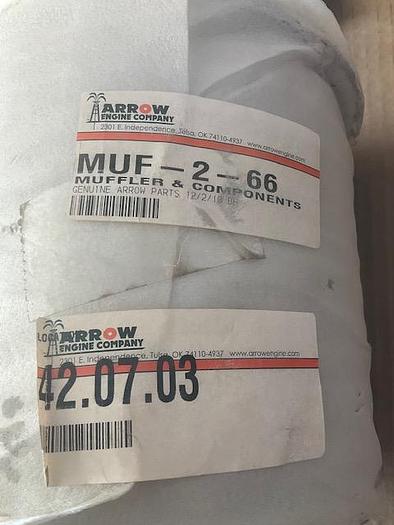 ARROW
ENGINE COMPANY
2301 E. Independence, Tulsa, OK 74110-4937 www.arrowengine.com
MUF-2-66
MUFFLER & COMPONENTS
GENUINE ARROW PARTS 12/2/10
ARROW
ENGINE COMPANY
2301 E. Independence, Tulsa, OK 74110-4937 www.arrowengine.com
42.07.03